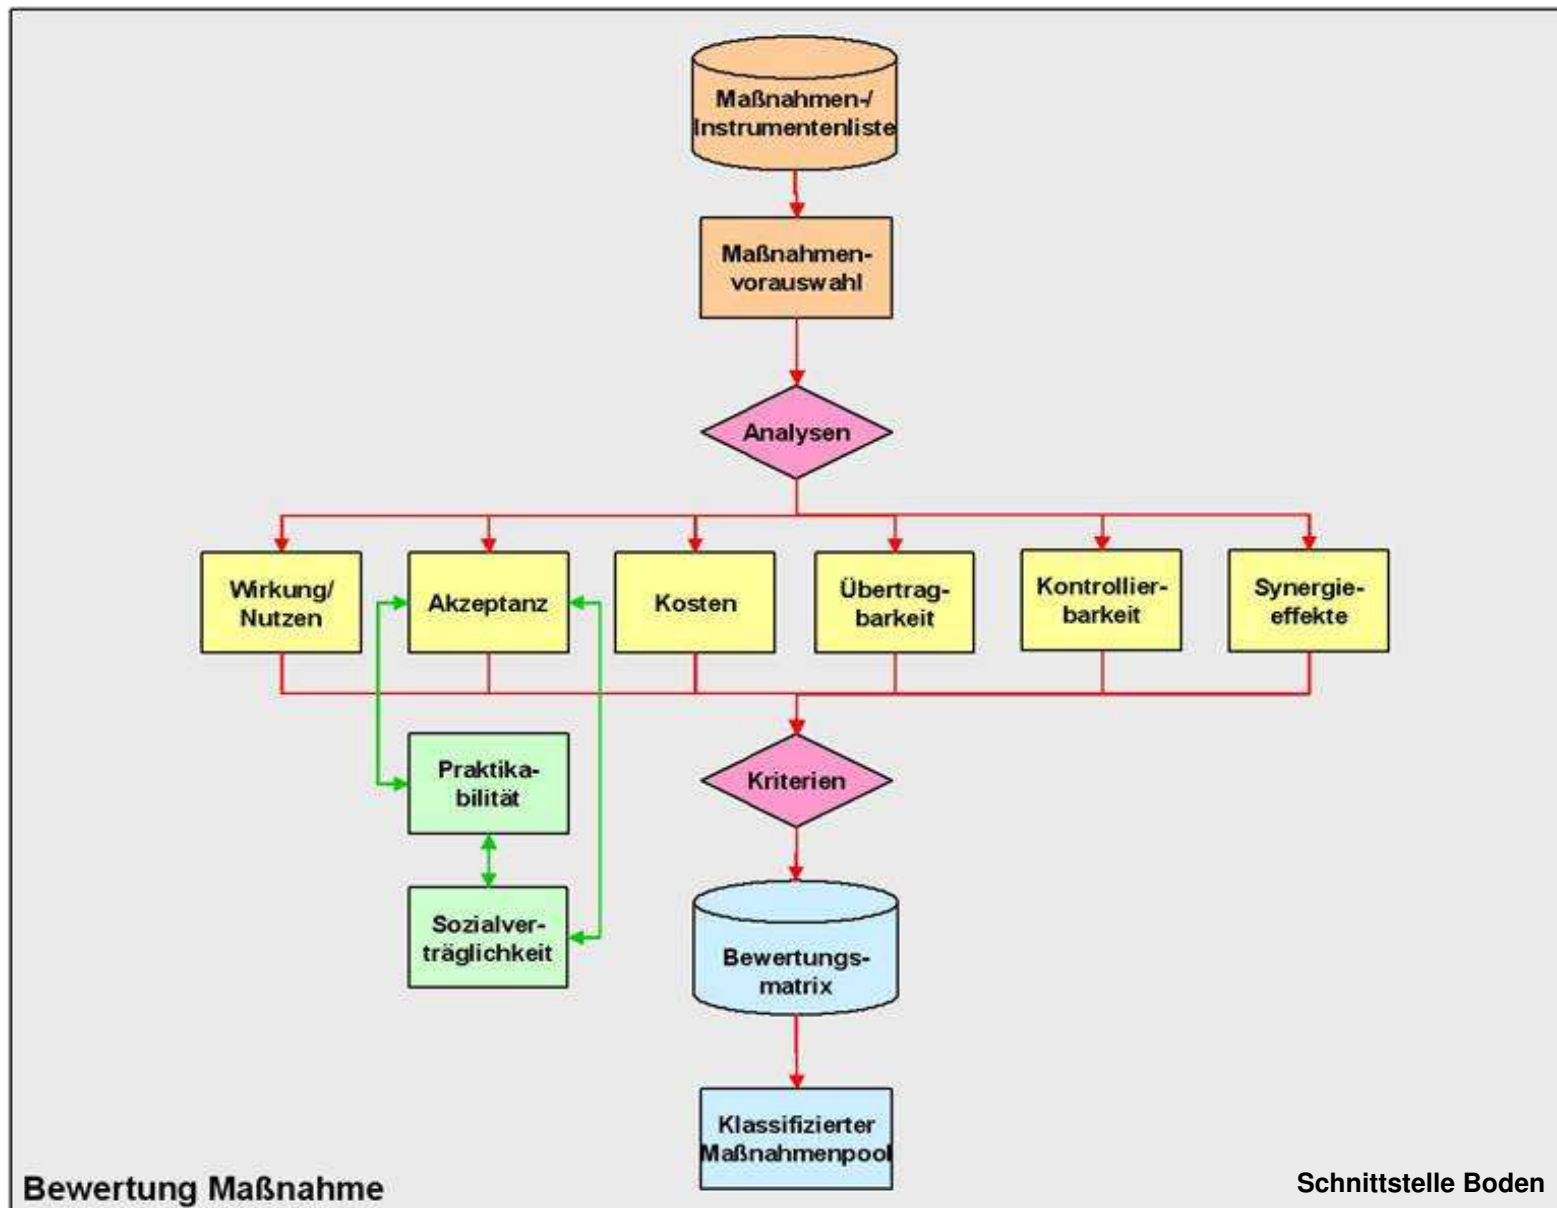 Maßnahmen-/
Instrumentenliste
Maßnahmen-
vorauswahl
Analysen
Wirkung/
Nutzen
Akzeptanz
Kosten
Übertrag-
barkeit
Kontrollier-
barkeit
Synergie-
effekte
Praktika-
bilität
Kriterien
Sozialver-
träglichkeit
Bewertungs-
matrix
Klassifizierter
Maßnahmenpool
Bewertung Maßnahme
Schnittstelle Boden